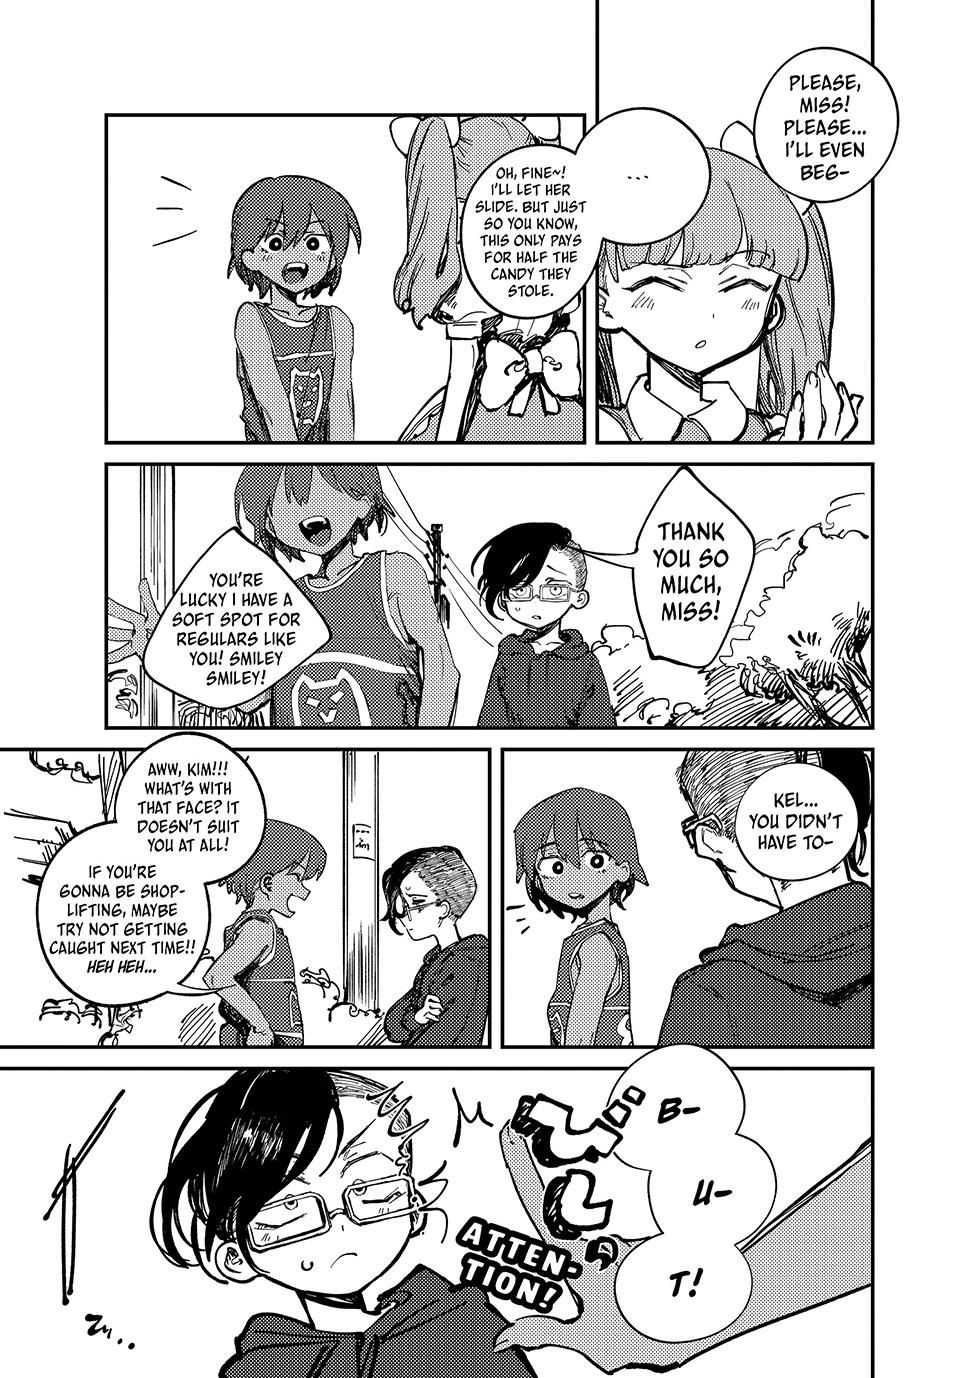 PLEASE,
MISS!
PLEASE...
I'LL EVEN
BEG-
...
OH, FINE~!
I'LL LET HER
SLIDE. BUT JUST
SO YOU KNOW,
THIS ONLY PAYS
FOR HALF THE
CANDY THEY
STOLE.
THANK
YOU SO
MUCH,
MISS!
YOU'RE
LUCKY I HAVE A
SOFT SPOT FOR
REGULARS LIKE
YOU! SMILEY
SMILEY!
KEL...
YOU DIDN'T
HAVE TO-
AWW, KIM!!!
WHAT'S WITH
THAT FACE? IT
DOESN'T SUIT
YOU AT ALL!
IF YOU'RE
GONNA BE SHOP-
LIFTING, MAYBE
TRY NOT GETTING
CAUGHT NEXT TIME!!
HEH HEH...
B-
U-
T!
びしっ
ATTEN-
TION!